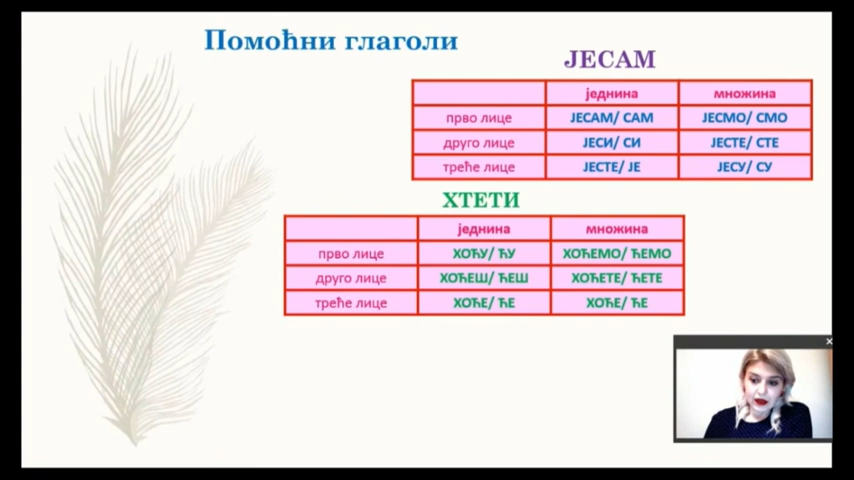 Помоћни глаголи
ЈЕСАМ
једнина множина
прво лице ЈЕСАМ/ САМ ЈЕСМО/ СМО
друго лице ЈЕСИ/ СИ ЈЕСТЕ/ СТЕ
треће лице ЈЕСТЕ/ ЈЕ ЈЕСУ/ СУ
ХТЕТИ
једнина множина
прво лице ХОЋУ/ ЋУ ХОЋЕМО/ ЋЕМО
друго лице ХОЋЕШ/ ЋЕШ ХОЋЕТЕ/ ЋЕТЕ
треће лице ХОЋЕ/ ЋЕ ХОЋЕ/ ЋЕ